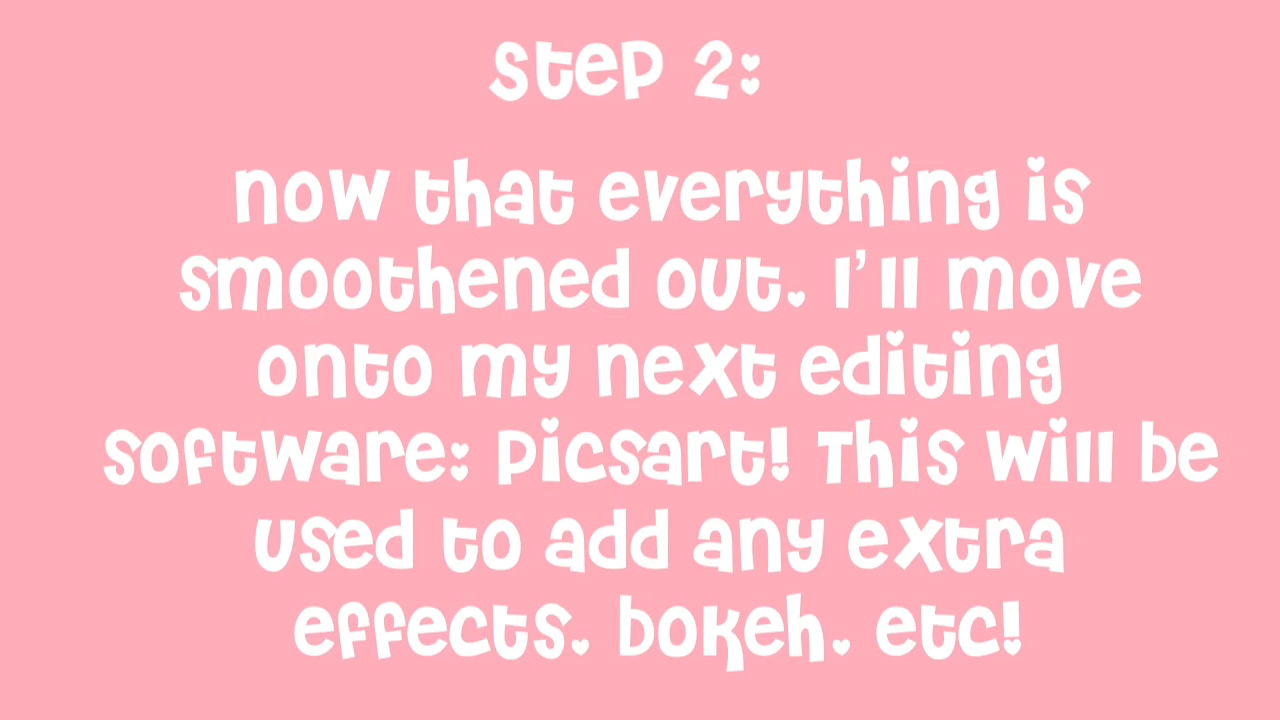 Step 2:
now that everything is
smoothened out, I'll move
onto my next editing
software: picsart! This will be
used to add any extra
effects, bokeh, etc!